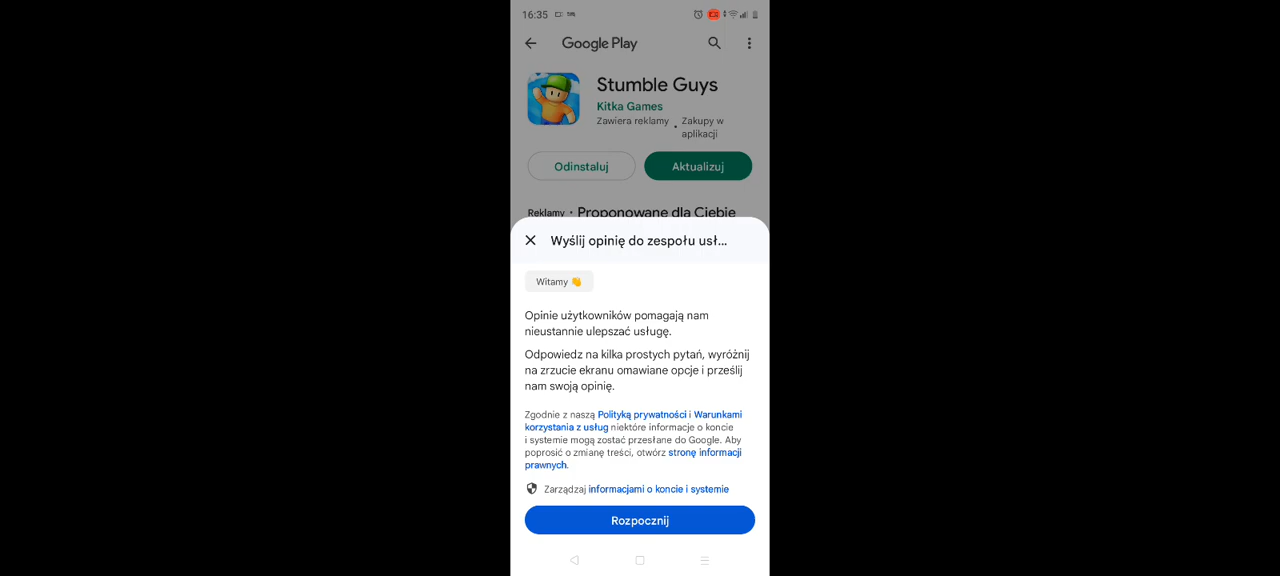 16:35
Google Play
Stumble Guys
Kitka Games
Zawiera reklamy • Zakupy w
aplikacji
Odinstaluj
Aktualizuj
Reklamy • Proponowane dla Ciebie
Wyślij opinię do zespołu usł...
Witamy 👋
Opinie użytkowników pomagają nam
nieustannie ulepszać usługę.
Odpowiedz na kilka prostych pytań, wyróżnij
na zrzucie ekranu omawiane opcje i prześlij
nam swoją opinię.
Zgodnie z naszą Polityką prywatności i Warunkami
korzystania z usług niektóre informacje o koncie
i systemie mogą zostać przesłane do Google. Aby
poprosić o zmianę treści, otwórz stronę informacji
prawnych.
Zarządzaj informacjami o koncie i systemie
Rozpocznij